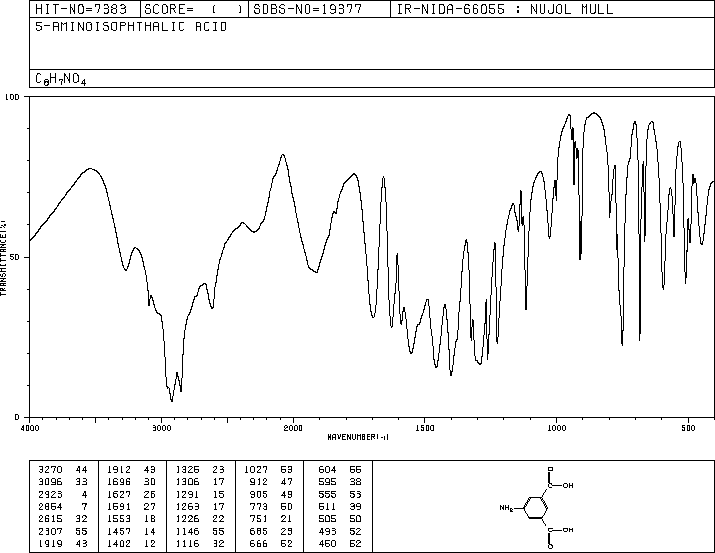 HIT-NO=7383 SCORE= ( ) SDBS-NO=19377 IR-NIDA-66055 : NUJOL MULL
5-AMINOISOPHTHALIC ACID
C8H7NO4
100
50
0
TRANSMITTANCE(%)
4000 3000 2000 1500 1000 500
WAVENUMBER(-1)
3270 44 1912 43 1326 23 1027 53 604 66
3096 33 1696 30 1306 17 912 47 595 38
2923 4 1627 26 1291 15 905 49 555 53
2854 7 1591 27 1263 17 773 60 511 39
2615 32 1553 18 1226 22 751 21 505 50
2307 55 1457 14 1146 55 685 23 493 52
1919 43 1402 12 1116 32 666 52 450 52
O
C OH
NH2
C OH
O